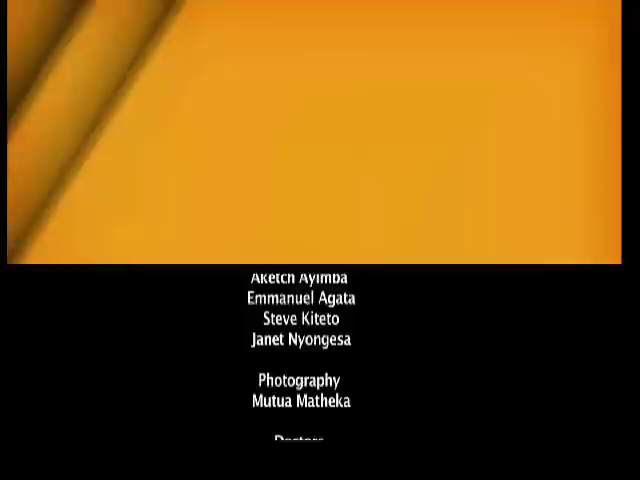 Aketch Ayimba
Emmanuel Agata
Steve Kiteto
Janet Nyongesa
Photography
Mutua Matheka